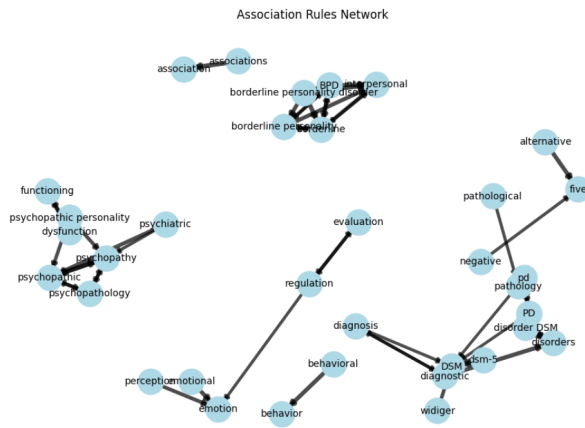 Association Rules Network
associations
association
BPD
interpersonal
borderline personality disorder
borderline personality
borderline
alternative
five
functioning
pathological
psychopathic personality
psychiatric
dysfunction
evaluation
psychopathy
negative
psychopathic
pd
regulation
pathology
psychopathology
PD
diagnosis
disorder DSM
disorders
dsm-5
behavioral
DSM
diagnostic
perception
emotional
emotion
behavior
widiger